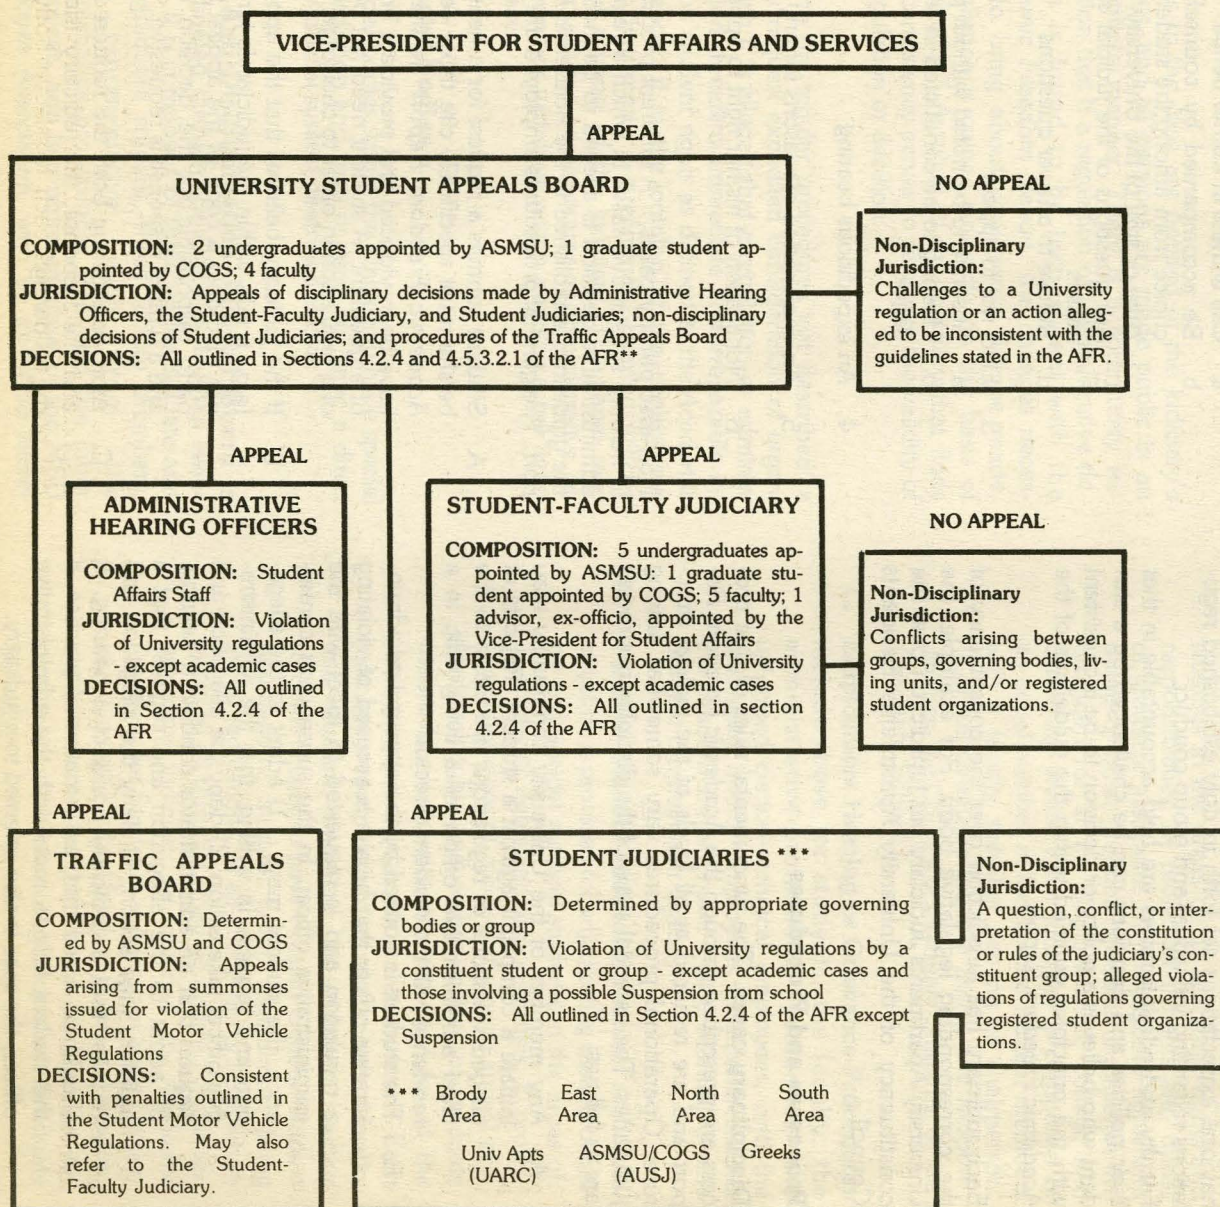 VICE-PRESIDENT FOR STUDENT AFFAIRS AND SERVICES
APPEAL
UNIVERSITY STUDENT APPEALS BOARD
COMPOSITION: 2 undergraduates appointed by ASMSU; 1 graduate student ap-
pointed by COGS; 4 faculty
JURISDICTION: Appeals of disciplinary decisions made by Administrative Hearing
Officers, the Student-Faculty Judiciary, and Student Judiciaries; non-disciplinary
decisions of Student Judiciaries; and procedures of the Traffic Appeals Board
DECISIONS: All outlined in Sections 4.2.4 and 4.5.3.2.1 of the AFR**
NO APPEAL
Non-Disciplinary
Jurisdiction:
Challenges to a University
regulation or an action alleg-
ed to be inconsistent with the
guidelines stated in the AFR.
APPEAL
ADMINISTRATIVE
HEARING OFFICERS
COMPOSITION: Student
Affairs Staff
JURISDICTION: Violation
of University regulations
- except academic cases
DECISIONS: All outlined
in Section 4.2.4 of the
AFR
APPEAL
STUDENT-FACULTY JUDICIARY
COMPOSITION: 5 undergraduates ap-
pointed by ASMSU: 1 graduate stu-
dent appointed by COGS; 5 faculty; 1
advisor, ex-officio, appointed by the
Vice-President for Student Affairs
JURISDICTION: Violation of University
regulations - except academic cases
DECISIONS: All outlined in section
4.2.4 of the AFR
NO APPEAL
Non-Disciplinary
Jurisdiction:
Conflicts arising between
groups, governing bodies, liv-
ing units, and/or registered
student organizations.
APPEAL
TRAFFIC APPEALS
BOARD
COMPOSITION: Determin-
ed by ASMSU and COGS
JURISDICTION: Appeals
arising from summonses
issued for violation of the
Student Motor Vehicle
Regulations
DECISIONS: Consistent
with penalties outlined in
the Student Motor Vehicle
Regulations. May also
refer to the Student-
Faculty Judiciary.
APPEAL
STUDENT JUDICIARIES ***
COMPOSITION: Determined by appropriate governing
bodies or group
JURISDICTION: Violation of University regulations by a
constituent student or group - except academic cases and
those involving a possible Suspension from school
DECISIONS: All outlined in Section 4.2.4 of the AFR except
Suspension
*** Brody East North South
Area Area Area Area
Univ Apts ASMSU/COGS Greeks
(UARC) (AUSJ)
Non-Disciplinary
Jurisdiction:
A question, conflict, or inter-
pretation of the constitution
or rules of the judiciary's con-
stituent group; alleged viola-
tions of regulations governing
registered student organiza-
tions.